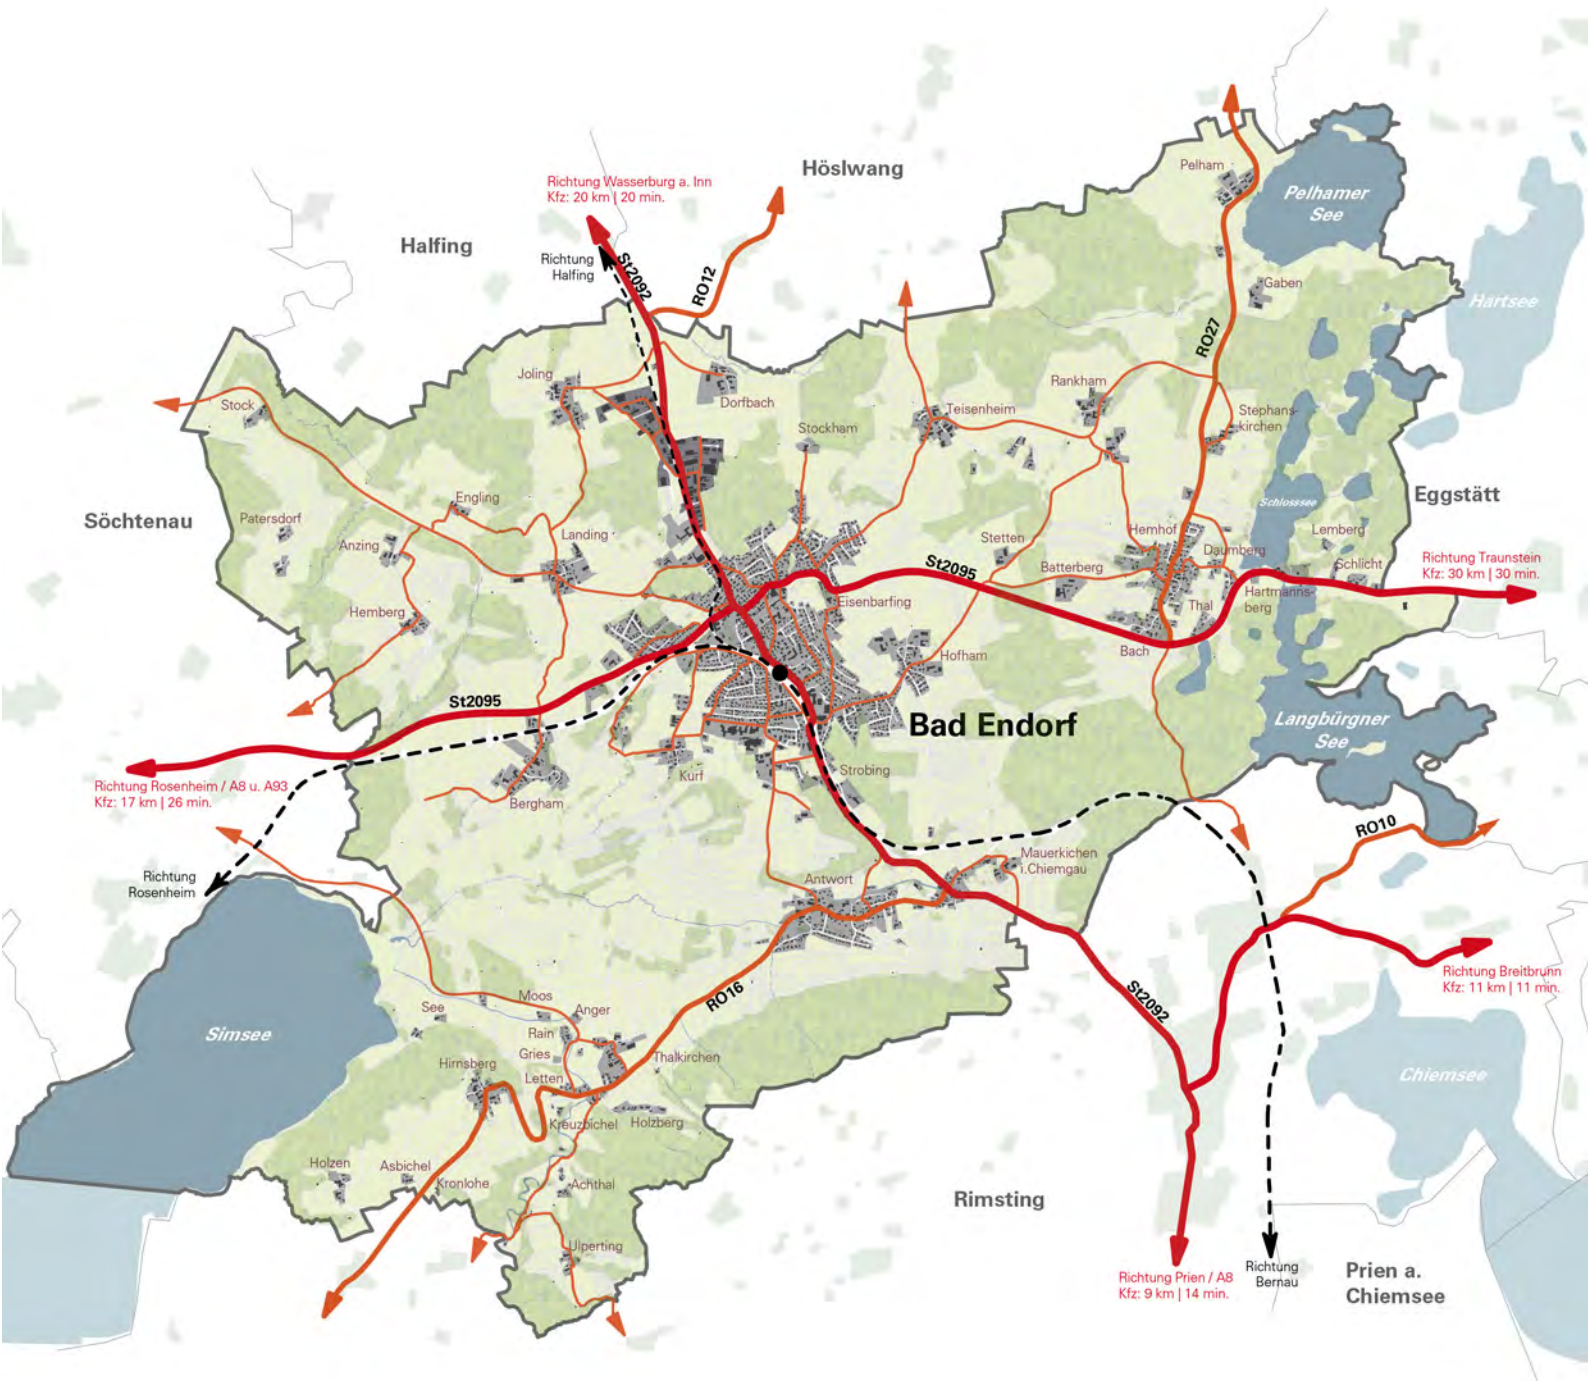 Höslwang
Pelham
Richtung Wasserburg a. Inn
Kfz: 20 km | 20 min.
Pelhamer
See
Halfing
Richtung
Halfing
St2092
RO12
Gaben
Hartsee
RO27
Joling
Dorfbach
Rankham
Stock
Teisenheim
Stephans-
kirchen
Stockham
Engling
Schlosssee
Eggstätt
Söchtenau
Patersdorf
Anzing
Landing
Stetten
Hemhof
Lemberg
Daumberg
St2095
Batterberg
Schlicht
Richtung Traunstein
Kfz: 30 km | 30 min.
Hemberg
Eisenbarfing
Thal
Hartmanns-
berg
Bach
Hofham
St2095
Bad Endorf
Langbürgner
See
Richtung Rosenheim / A8 u. A93
Kfz: 17 km | 26 min.
Bergham
Kurf
Strobing
RO10
Richtung
Rosenheim
Antwort
Mauerkichen
i.Chiemgau
Richtung Breitbrunn
Kfz: 11 km | 11 min.
RO16
St2092
Moos
See
Anger
Rain
Simsee
Gries
Hirnsberg
Thalkirchen
Letten
Chiemsee
Kreuzbichel
Holzberg
Holzen
Asbichel
Kronlohe
Achthal
Rimsting
Ulperting
Richtung Prien / A8
Kfz: 9 km | 14 min.
Richtung
Bernau
Prien a.
Chiemsee